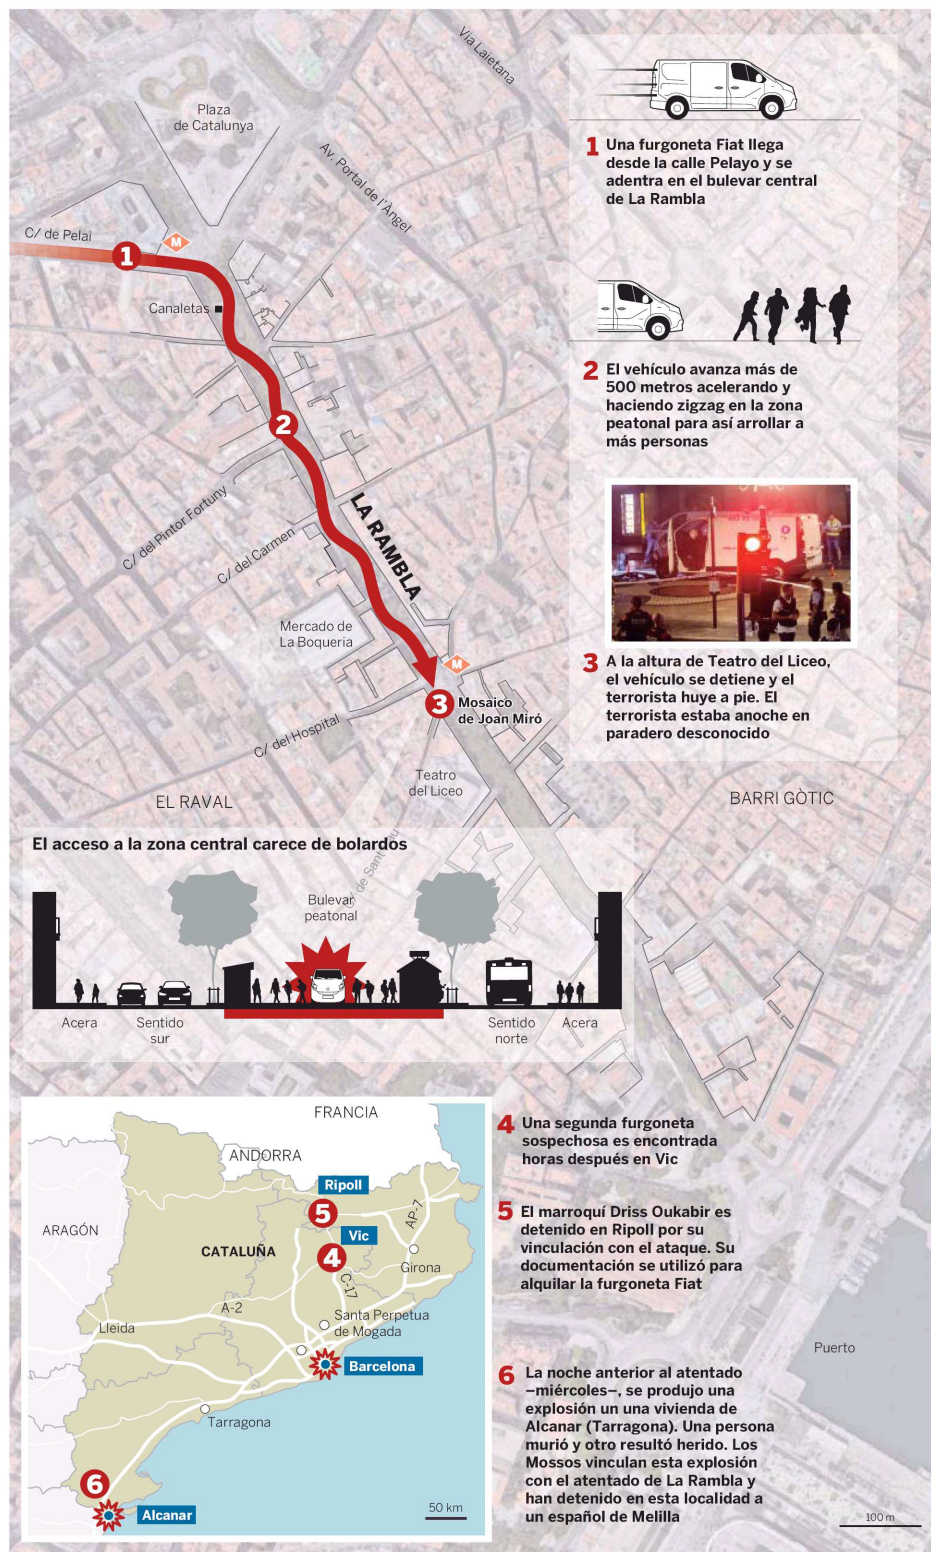 Via Laietana
Plaza
de Catalunya
Av. Portal de l'Àngel
C/ de Pelai
M
1
Canaletas
2
C/ del Pintor Fortuny
C/ del Carmen
LA RAMBLA
Mercado de
La Boqueria
M
3
Mosaico
de Joan Miró
C/ del Hospital
Teatro
del Liceo
EL RAVAL
BARRI GÒTIC
1 Una furgoneta Fiat llega
desde la calle Pelayo y se
adentra en el bulevar central
de La Rambla
2 El vehículo avanza más de
500 metros acelerando y
haciendo zigzag en la zona
peatonal para así arrollar a
más personas
3 A la altura de Teatro del Liceo,
el vehículo se detiene y el
terrorista huye a pie. El
terrorista estaba anoche en
paradero desconocido
El acceso a la zona central carece de bolardos
de Sant
Bulevar
peatonal
Acera
Sentido
sur
Sentido
norte
Acera
FRANCIA
ANDORRA
Ripoll
5
ARAGÓN
CATALUÑA
Vic
4
AP-7
Girona
C-17
A-2
Lleida
Santa Perpetua
de Mogada
Barcelona
Tarragona
6
Alcanar
50 km
4 Una segunda furgoneta
sospechosa es encontrada
horas después en Vic
5 El marroquí Driss Oukabir es
detenido en Ripoll por su
vinculación con el ataque. Su
documentación se utilizó para
alquilar la furgoneta Fiat
Puerto
6 La noche anterior al atentado
–miércoles–, se produjo una
explosión un una vivienda de
Alcanar (Tarragona). Una persona
murió y otro resultó herido. Los
Mossos vinculan esta explosión
con el atentado de La Rambla y
han detenido en esta localidad a
un español de Melilla
100 m